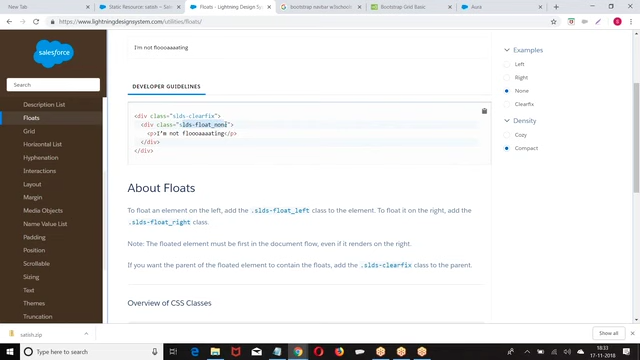 New Tab
Static Resource: satish ~ Sal
Floats - Lightning Design Sy
bootstrap navbar w3schools
Bootstrap Grid Basic
Aura
https://www.lightningdesignsystem.com/utilities/floats/
salesforce
Search
Description List
Floats
Grid
Horizontal List
Hyphenation
Interactions
Layout
Margin
Media Objects
Name Value List
Padding
Position
Scrollable
Sizing
Text
Themes
Truncation
I'm not floooaaaating
DEVELOPER GUIDELINES
<div class="slds-clearfix">
<div class="slds-float_none">
<p>I'm not floooaaaating</p>
</div>
</div>
About Floats
To float an element on the left, add the .slds-float_left class to the element. To float it on the right, add the
.slds-float_right class.
Note: The floated element must be first in the document flow, even if it renders on the right.
If you want the parent of the floated element to contain the floats, add the .slds-clearfix class to the parent.
Overview of CSS Classes
Examples
Left
Right
None
Clearfix
Density
Cozy
Compact
satish.zip
Show all
Type here to search
18:33
17-11-2018